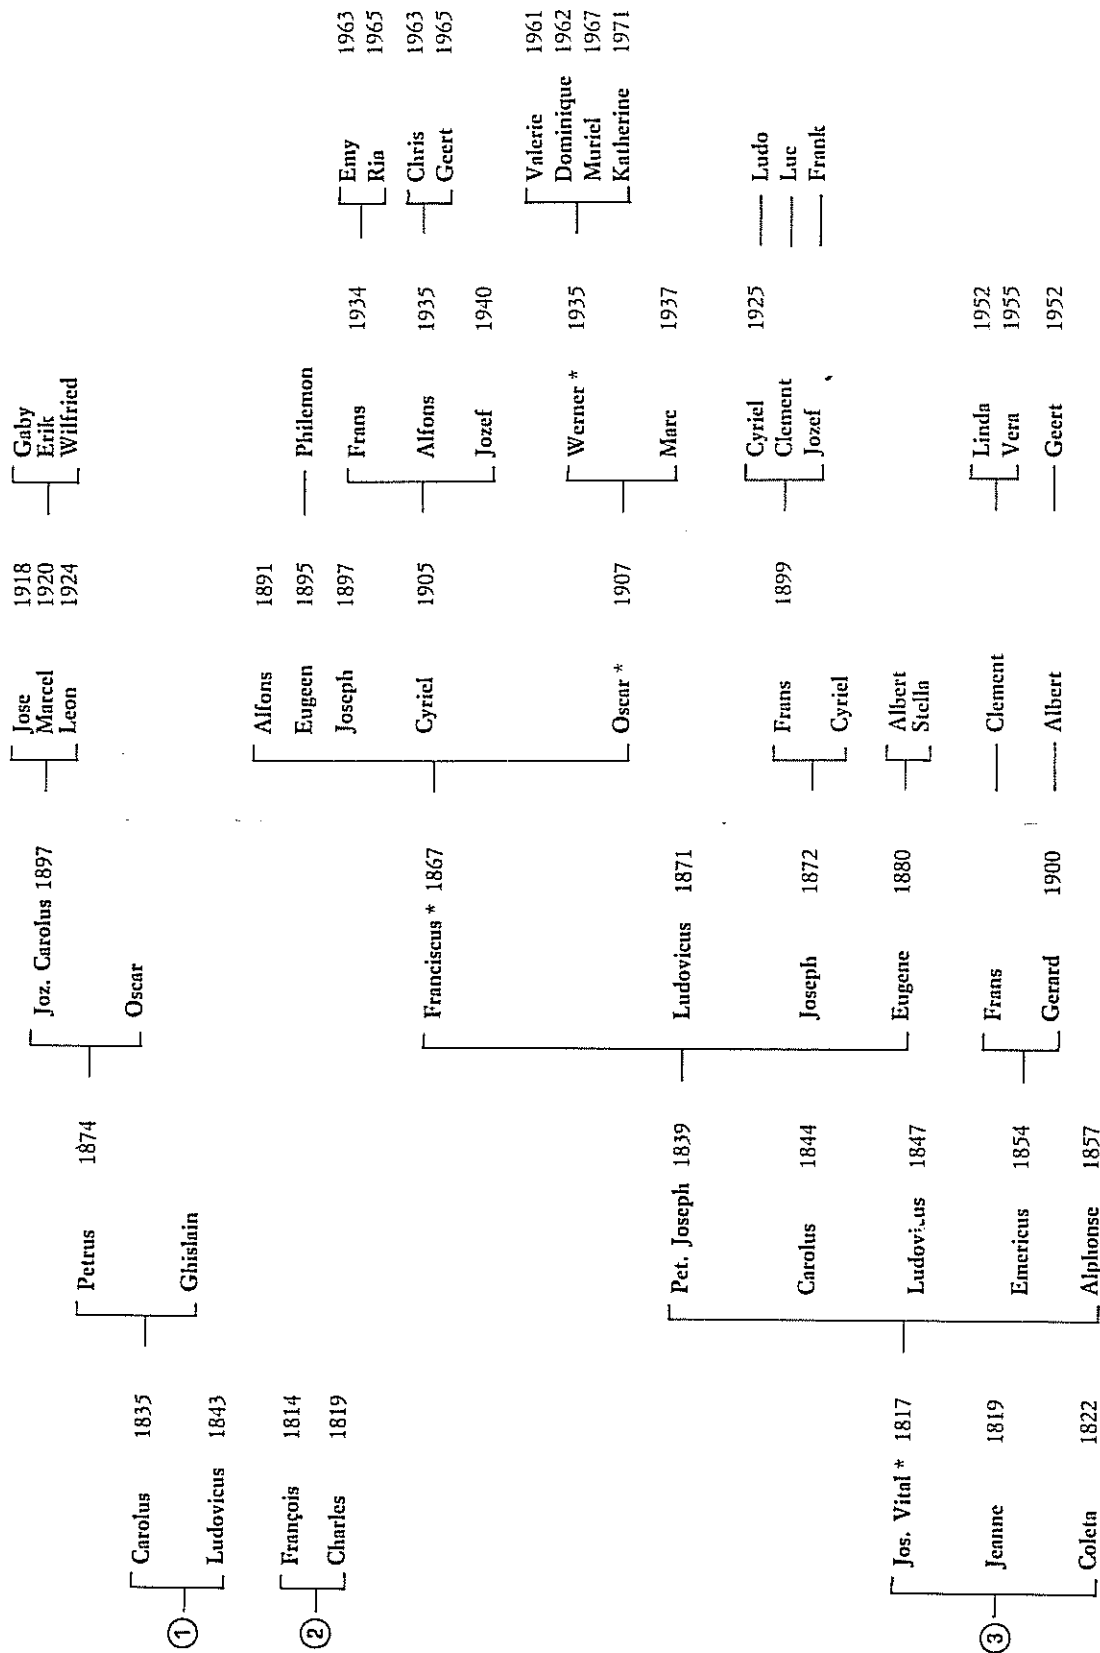 Jose 1918 Gaby
Joz. Carolus 1897 Marcel 1920 Erik
Leon 1924 Wilfried
Petrus 1874
Oscar
Carolus 1835
1 Ghislain
Ludovicus 1843
Alfons 1891
François 1814 Eugeen 1895 Philemon
2
Charles 1819 Joseph 1897 Frans 1934 Emy 1963
Ria 1965
Chris 1963
Franciscus * 1867 Cyriel 1905 Alfons 1935
Geert 1965
Jozef 1940
Valerie 1961
Dominique 1962
Werner * 1935
Muriel 1967
Oscar * 1907 Katherine 1971
Marc 1937
Pet. Joseph 1839 Ludovicus 1871
Cyriel 1925 Ludo
Frans 1899 Clement Luc
Carolus 1844 Joseph 1872 Jozef Frank
Cyriel
Jos. Vital * 1817 Eugene 1880 Albert
Ludovicus 1847 Stella
Linda 1952
3 Jeanne 1819 Frans Clement
Emericus 1854 Vera 1955
Gerard 1900 Albert Geert 1952
Coleta 1822 Alphonse 1857